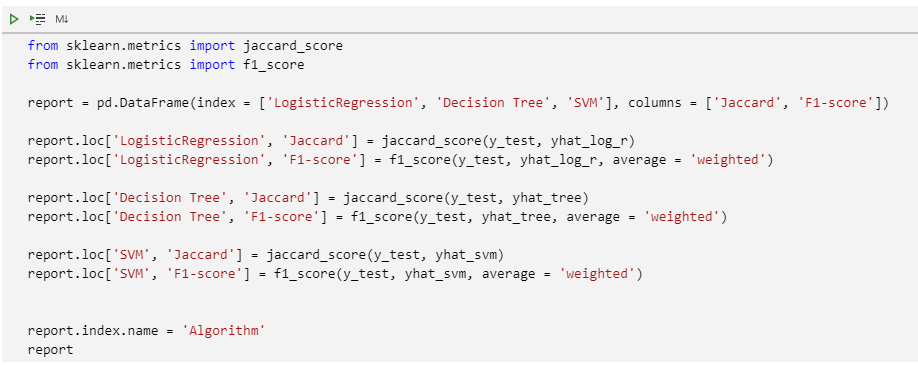 M↓
from sklearn.metrics import jaccard_score
from sklearn.metrics import f1_score
report = pd.DataFrame(index = ['LogisticRegression', 'Decision Tree', 'SVM'], columns = ['Jaccard', 'F1-score'])
report.loc['LogisticRegression', 'Jaccard'] = jaccard_score(y_test, yhat_log_r)
report.loc['LogisticRegression', 'F1-score'] = f1_score(y_test, yhat_log_r, average = 'weighted')
report.loc['Decision Tree', 'Jaccard'] = jaccard_score(y_test, yhat_tree)
report.loc['Decision Tree', 'F1-score'] = f1_score(y_test, yhat_tree, average = 'weighted')
report.loc['SVM', 'Jaccard'] = jaccard_score(y_test, yhat_svm)
report.loc['SVM', 'F1-score'] = f1_score(y_test, yhat_svm, average = 'weighted')
report.index.name = 'Algorithm'
report